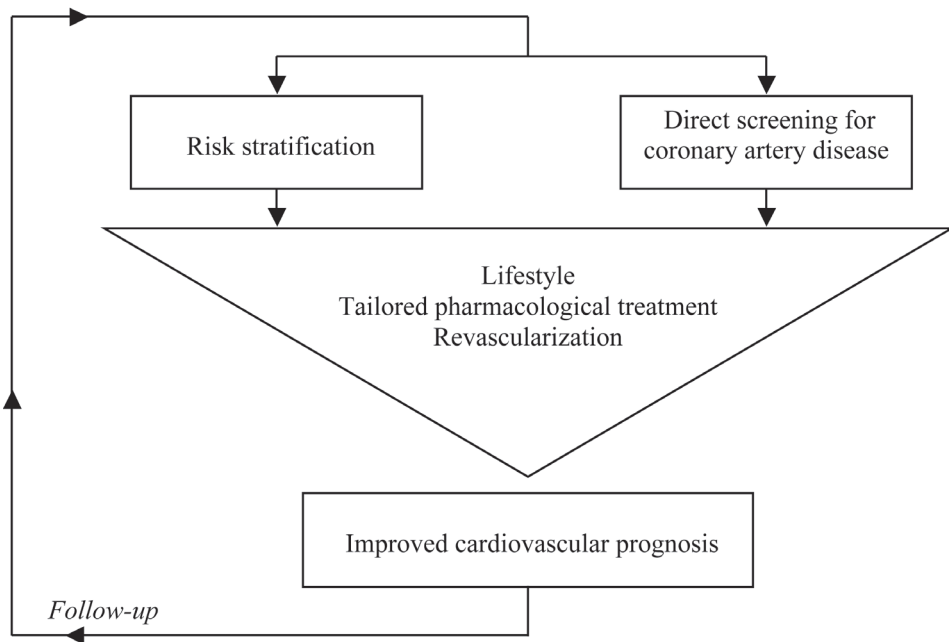 Risk stratification
Direct screening for
coronary artery disease
Lifestyle
Tailored pharmacological treatment
Revascularization
Improved cardiovascular prognosis
Follow-up